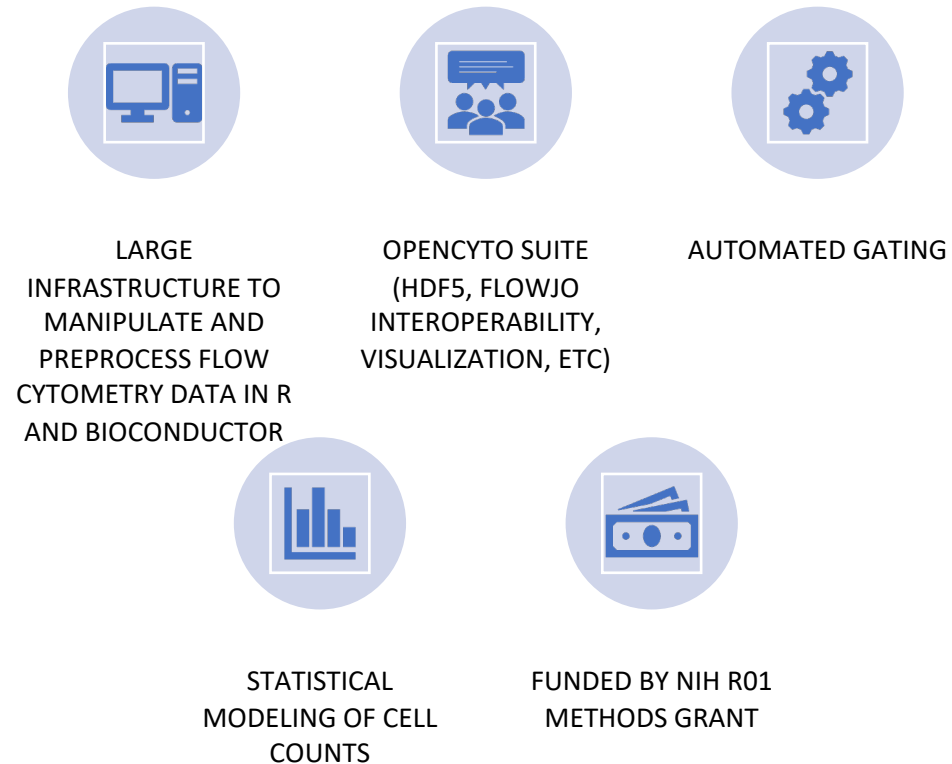 LARGE
INFRASTRUCTURE TO
MANIPULATE AND
PREPROCESS FLOW
CYTOMETRY DATA IN R
AND BIOCONDUCTOR
OPENCYTO SUITE
(HDF5, FLOWJO
INTEROPERABILITY,
VISUALIZATION, ETC)
AUTOMATED GATING
STATISTICAL
MODELING OF CELL
COUNTS
FUNDED BY NIH R01
METHODS GRANT